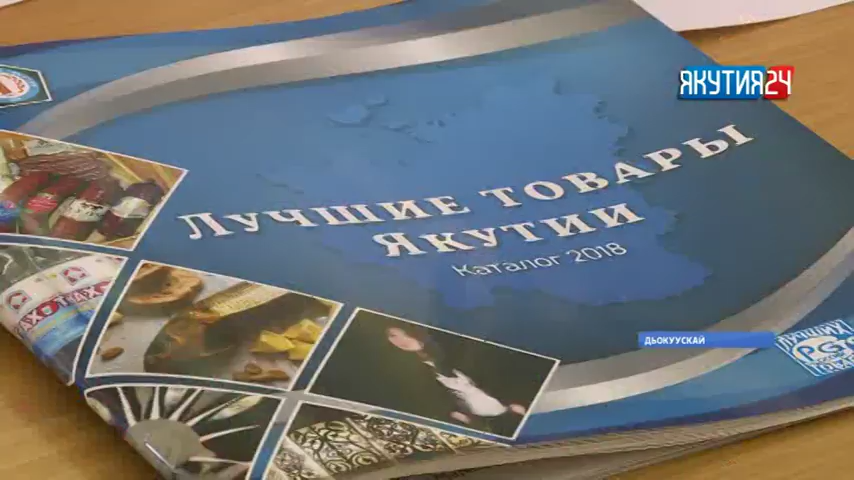 ЯКУТИЯ24
ЛУЧШИЕ ТОВАРЫ
ЯКУТИИ
Каталог 2018
ДЬОКУУСКАЙ